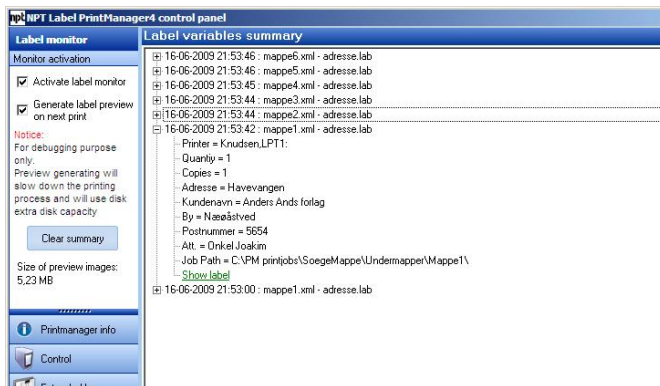 npt NPT Label PrintManager4 control panel
Label monitor
Monitor activation
Activate label monitor
Generate label preview
on next print
Notice:
For debugging purpose
only.
Preview generating will
slow down the printing
process and will use disk
extra disk capacity
Clear summary
Size of preview images:
5,23 MB
Printmanager info
Control
Label variables summary
16-06-2009 21:53:46 : mappe6.xml - adresse.lab
16-06-2009 21:53:46 : mappe5.xml - adresse.lab
16-06-2009 21:53:45 : mappe4.xml - adresse.lab
16-06-2009 21:53:44 : mappe3.xml - adresse.lab
16-06-2009 21:53:44 : mappe2.xml - adresse.lab
16-06-2009 21:53:42 : mappe1.xml - adresse.lab
Printer = Knudsen,LPT1:
Quantiy = 1
Copies = 1
Adresse = Havevangen
Kundenavn = Anders Ands forlag
By = Næøåstved
Postnummer = 5654
Att. = Onkel Joakim
Job Path = C:\PM printjobs\SoegeMappe\Undermapper\Mappe1\
Show label
16-06-2009 21:53:00 : mappe1.xml - adresse.lab